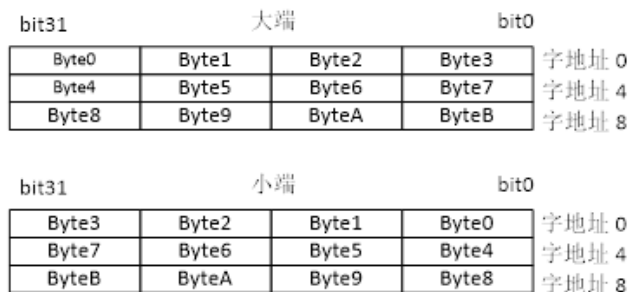 bit31 大端 bit0
Byte0 Byte1 Byte2 Byte3 字地址 0
Byte4 Byte5 Byte6 Byte7 字地址 4
Byte8 Byte9 ByteA ByteB 字地址 8
bit31 小端 bit0
Byte3 Byte2 Byte1 Byte0 字地址 0
Byte7 Byte6 Byte5 Byte4 字地址 4
ByteB ByteA Byte9 Byte8 字地址 8